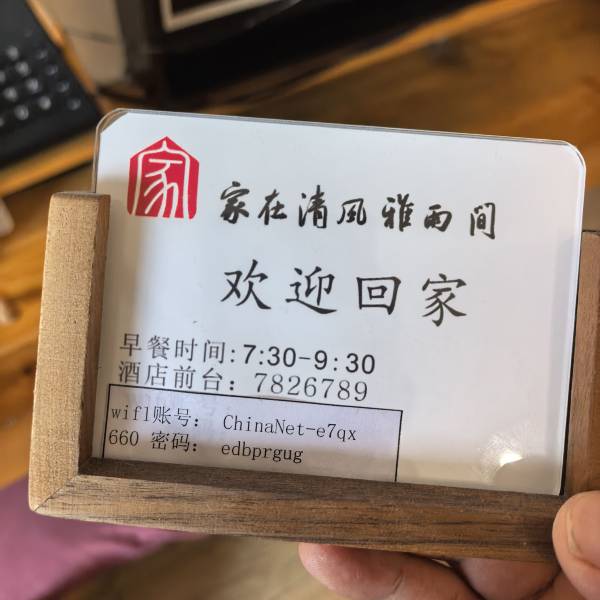 家
家在清风雅雨间
欢迎回家
早餐时间:7:30-9:30
酒店前台：7826789
wifl账号： ChinaNet-e7qx
660 密码： edbprgug